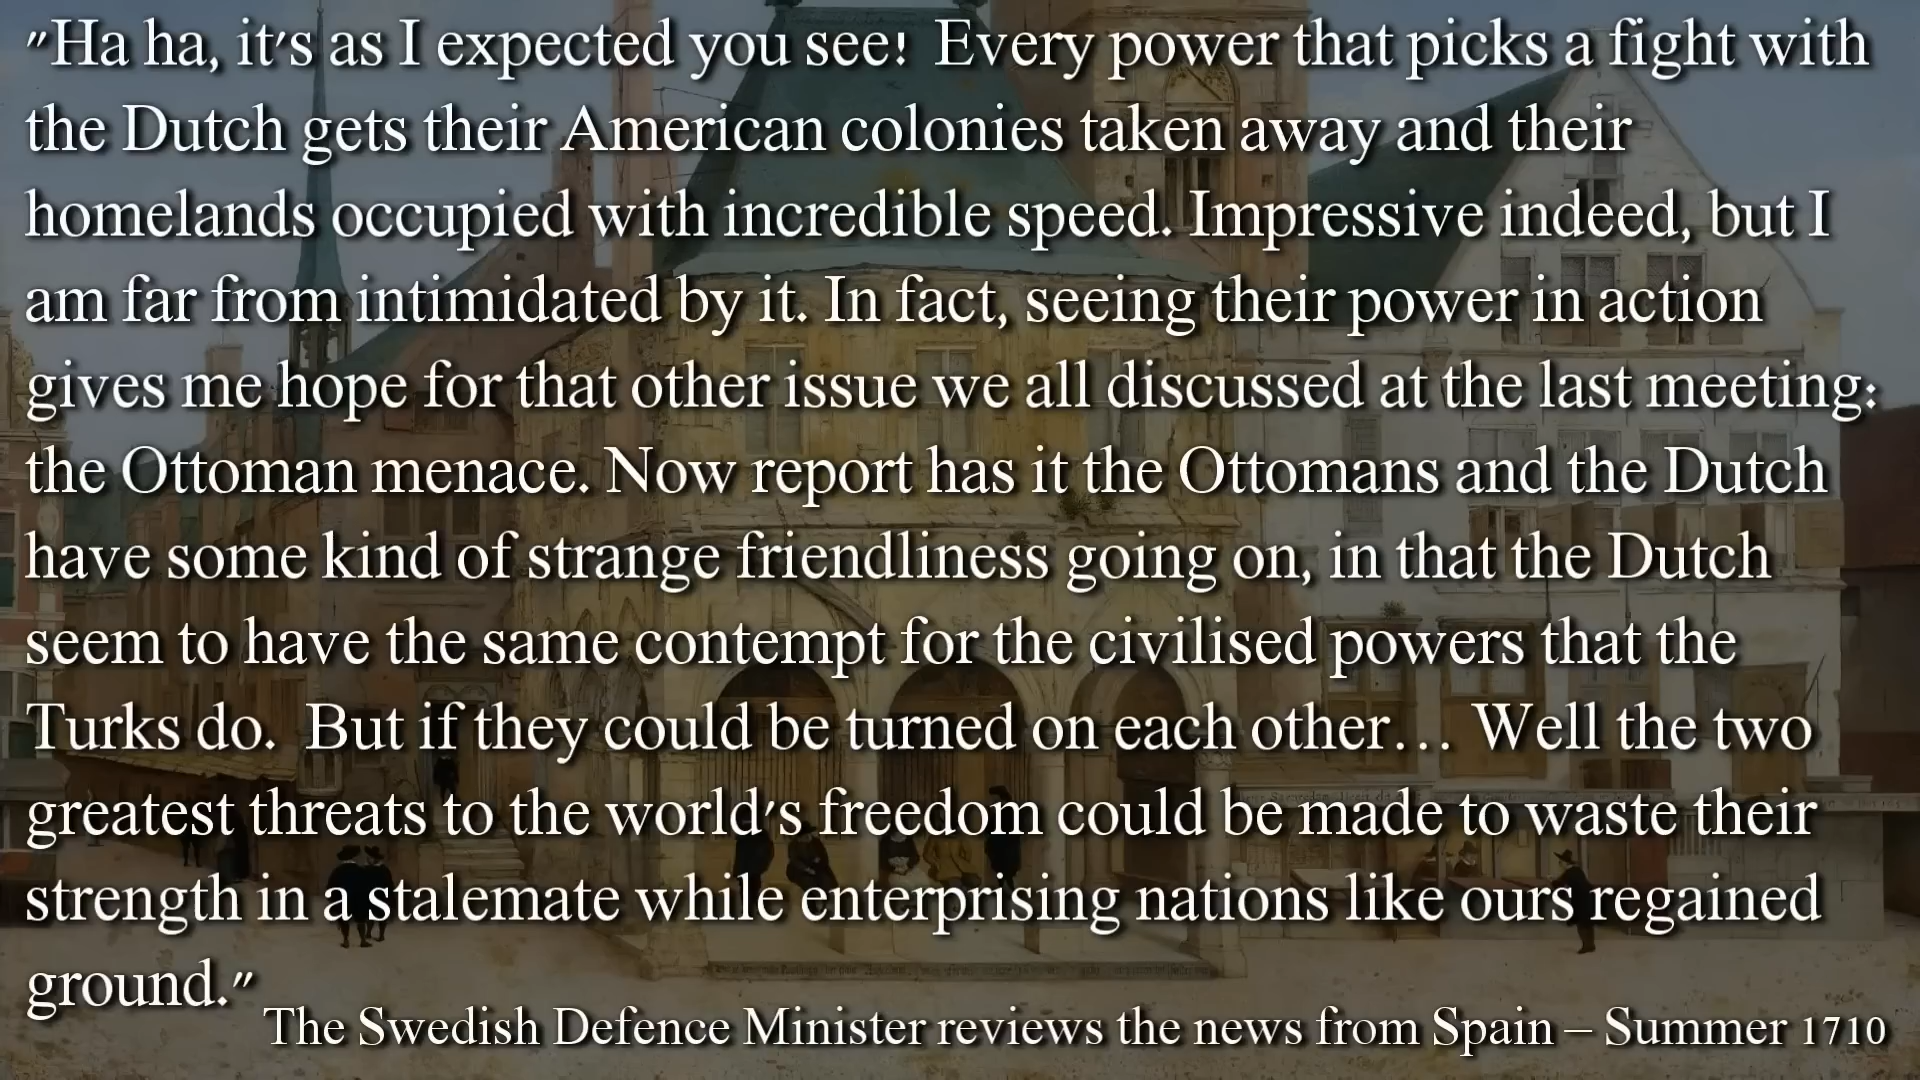 "Ha ha, it's as I expected you see!  Every power that picks a fight with
the Dutch gets their American colonies taken away and their
homelands occupied with incredible speed. Impressive indeed, but I
am far from intimidated by it. In fact, seeing their power in action
gives me hope for that other issue we all discussed at the last meeting:
the Ottoman menace. Now report has it the Ottomans and the Dutch
have some kind of strange friendliness going on, in that the Dutch
seem to have the same contempt for the civilised powers that the
Turks do.  But if they could be turned on each other…  Well the two
greatest threats to the world's freedom could be made to waste their
strength in a stalemate while enterprising nations like ours regained
ground."
The Swedish Defence Minister reviews the news from Spain – Summer 1710